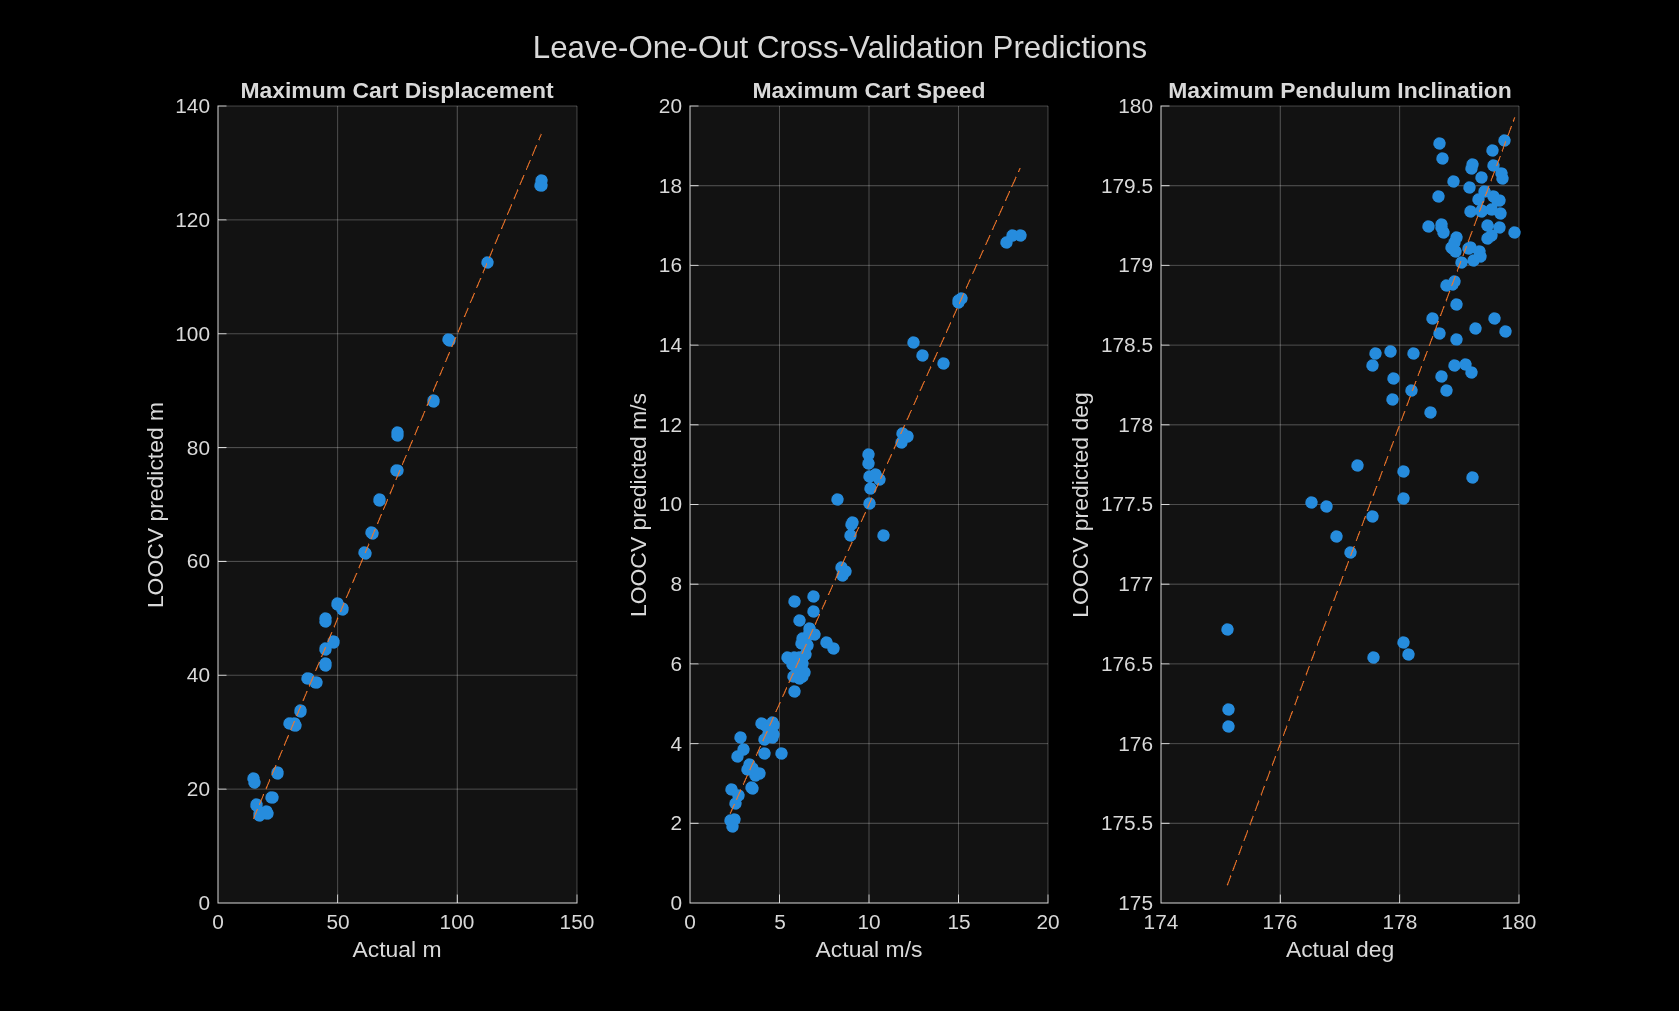 Leave-One-Out Cross-Validation Predictions
Maximum Cart Displacement
140
120
100
80
60
40
20
0
0 50 100 150
LOOCV predicted m
Actual m
Maximum Cart Speed
20
18
16
14
12
10
8
6
4
2
0
0 5 10 15 20
LOOCV predicted m/s
Actual m/s
Maximum Pendulum Inclination
180
179.5
179
178.5
178
177.5
177
176.5
176
175.5
175
174 176 178 180
LOOCV predicted deg
Actual deg